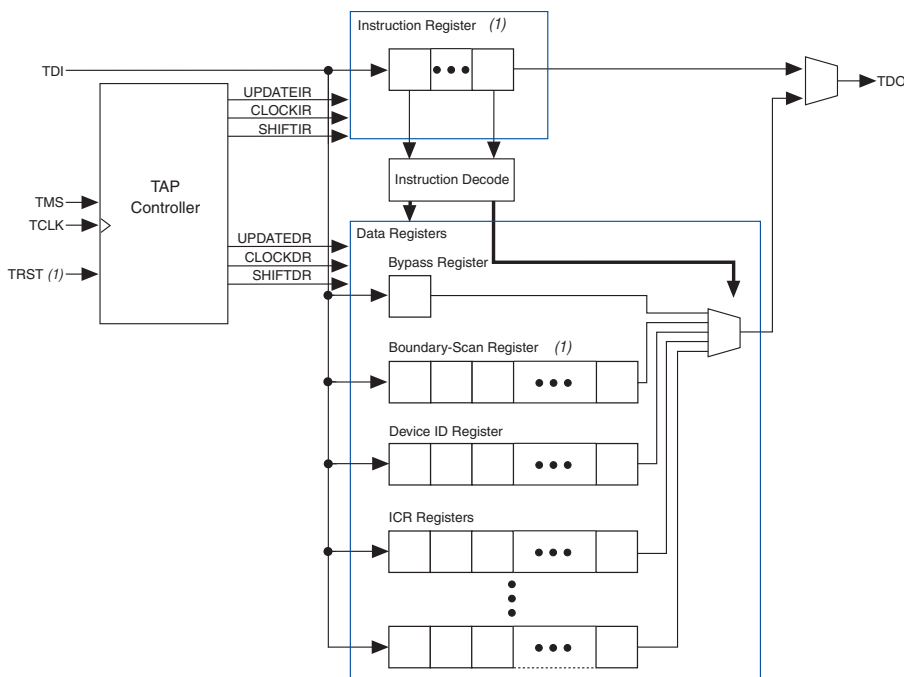 Instruction Register (1)
TDI
TDO
UPDATEIR
CLOCKIR
SHIFTIR
TAP
Controller
Instruction Decode
TMS
TCLK
TRST (1)
UPDATEDR
CLOCKDR
SHIFTDR
Data Registers
Bypass Register
Boundary-Scan Register (1)
Device ID Register
ICR Registers